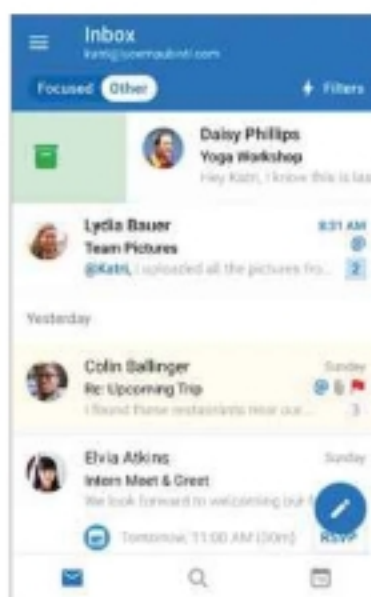 Inbox
Focused Other Filters
Daisy Phillips
Yoga Workshop
Hey Katri, I know this is las
Lydia Bauer 8:31 AM
Team Pictures @
@Katri, I uploaded all the pictures fro... 2
Yesterday
Colin Ballinger Sunday
Re: Upcoming Trip @
I found these restaurants near our ... 3
Elvia Atkins Sunday
Intern Meet & Greet
We look forward to welcoming our
Tomorrow, 11:00 AM (30m) RSVP